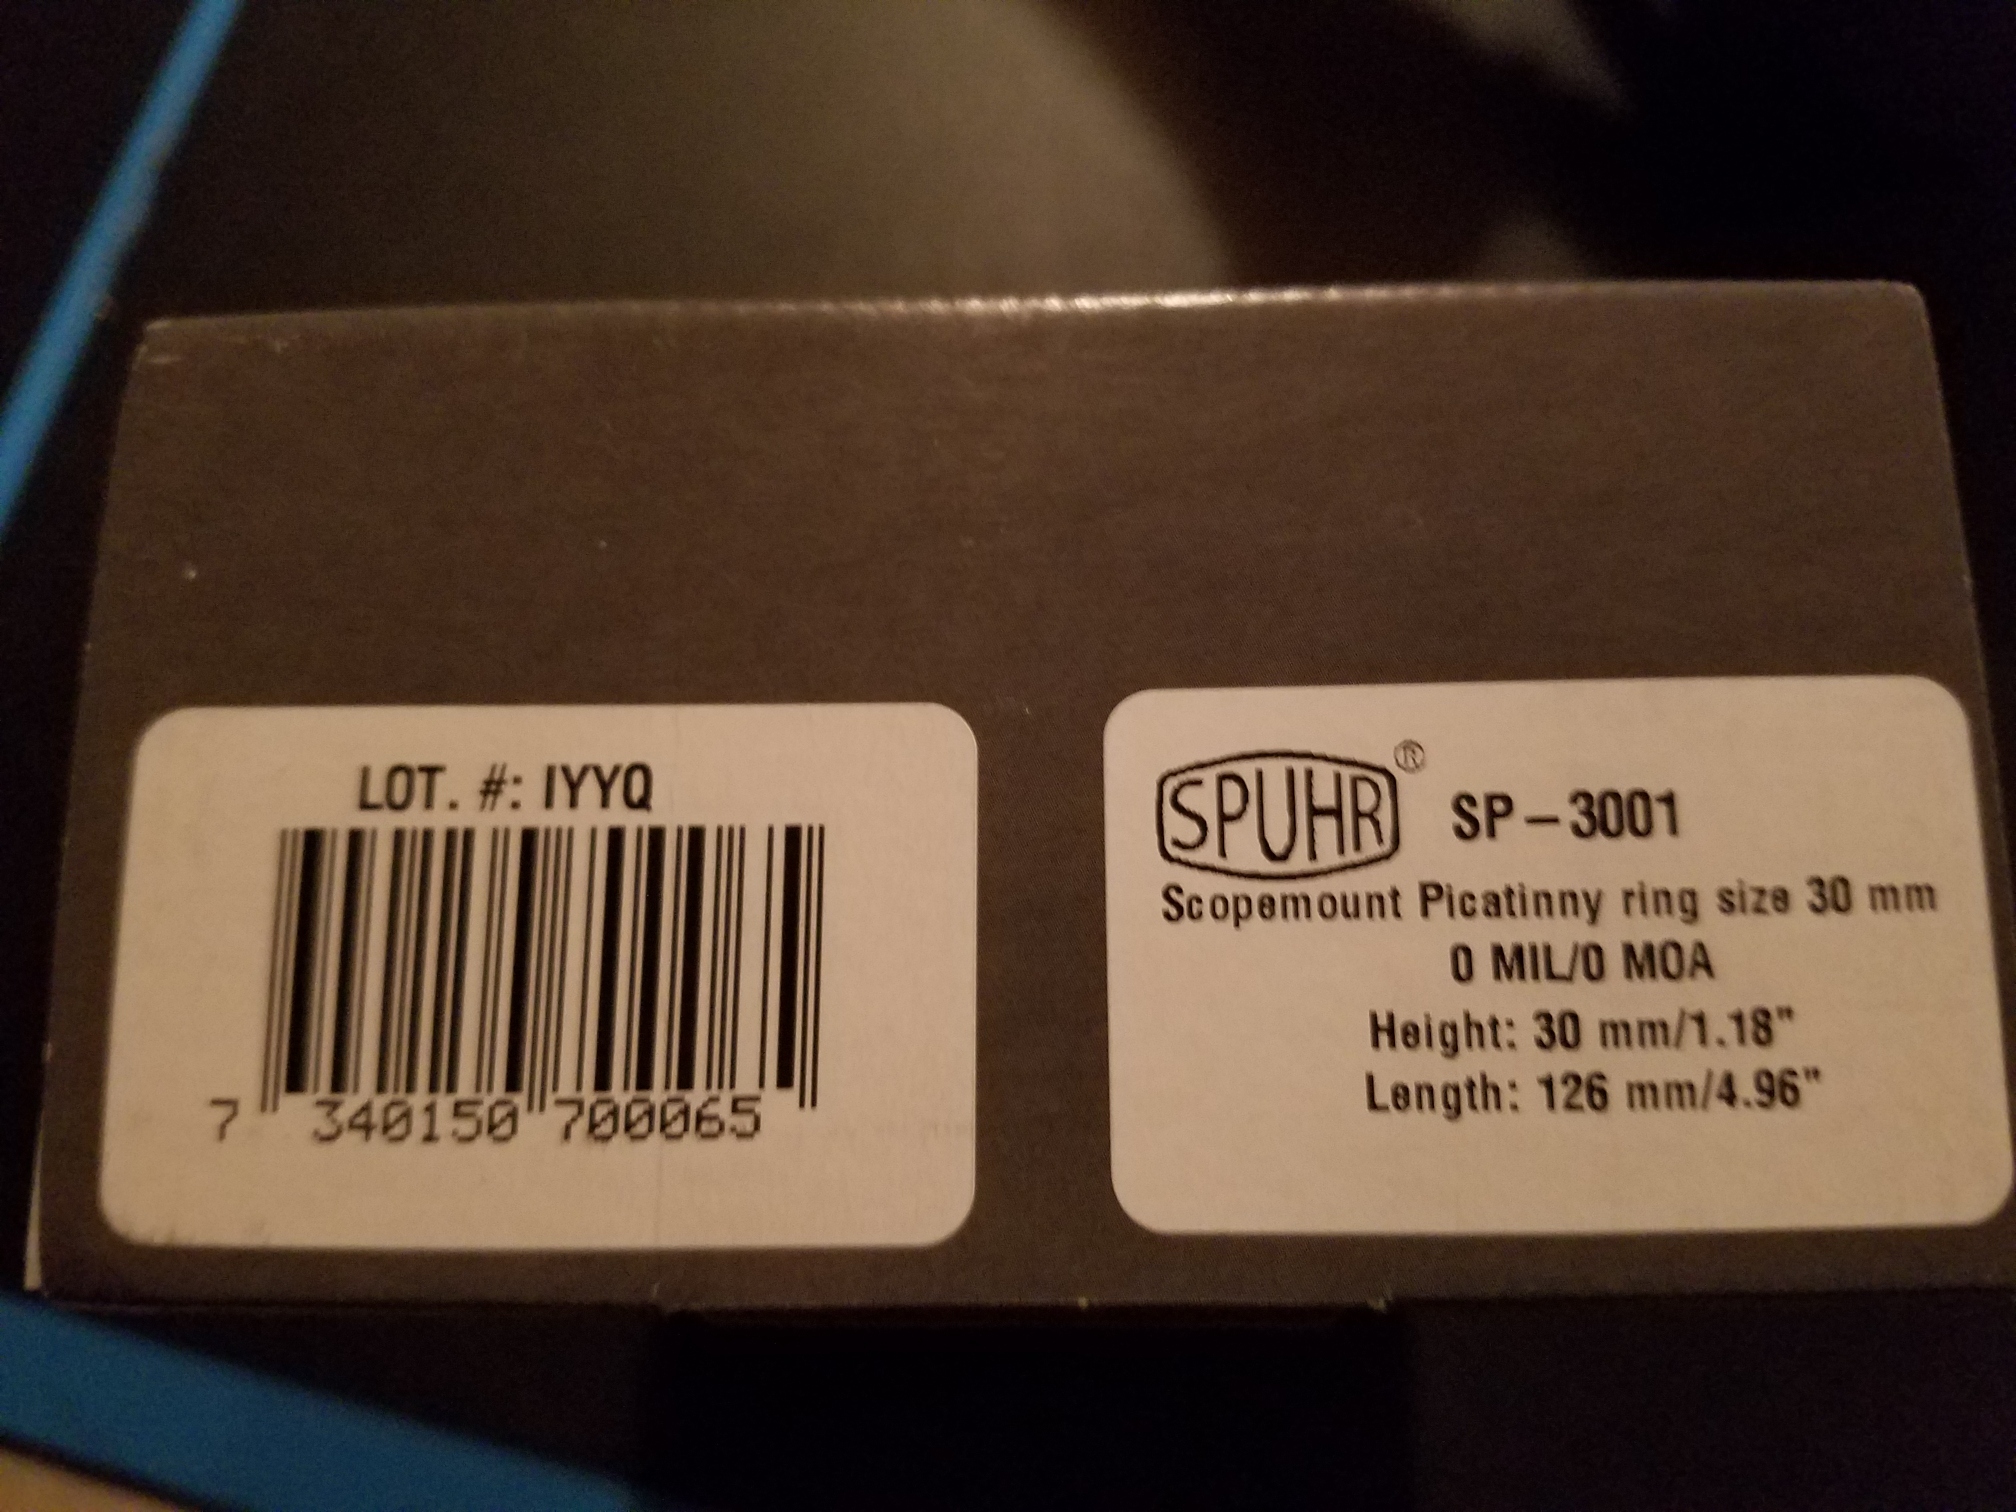 LOT. #: IYYQ
7 340150 700065
SPUHR® SP-3001
Scopemount Picatinny ring size 30 mm
0 MIL/0 MOA
Height: 30 mm/1.18"
Length: 126 mm/4.96"